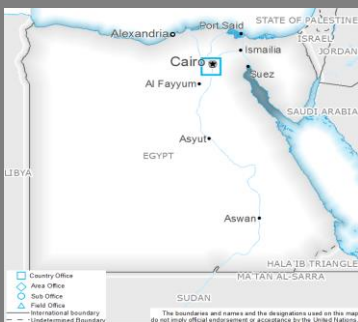 Port Said
STATE OF PALESTINE
Alexandria
ISRAEL
Ismailia
JORDAN
Cairo
Suez
Al Fayyum
SAUDI ARABIA
Asyut
EGYPT
LIBYA
Aswan
HALA'IB TRIANGLE
MA'TAN AL-SARRA
SUDAN
Country Office
Area Office
Sub Office
Field Office
International boundary
Undetermined Boundary
The boundaries and names and the designations used on this map
do not imply official endorsement or acceptance by the United Nations.